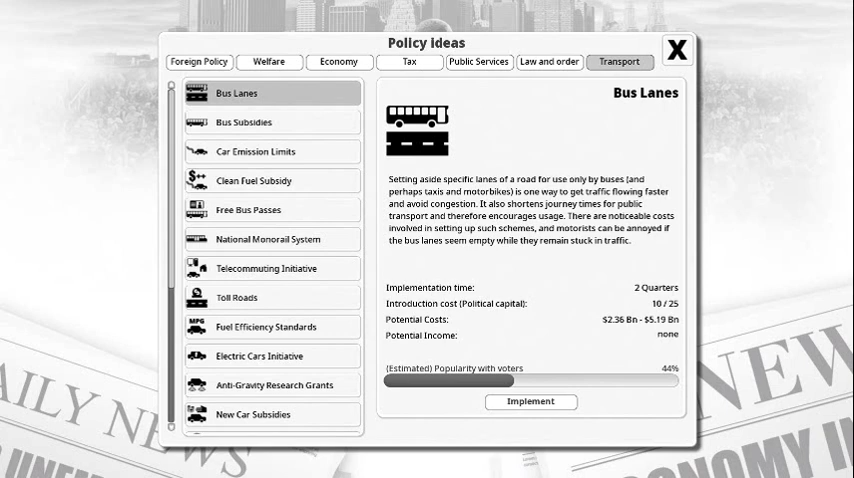 Policy Ideas
X
Foreign Policy
Welfare
Economy
Tax
Public Services
Law and order
Transport
Bus Lanes
Bus Subsidies
Car Emission Limits
Clean Fuel Subsidy
Free Bus Passes
National Monorail System
Telecommuting Initiative
Toll Roads
MPG
Fuel Efficiency Standards
Electric Cars Initiative
Anti-Gravity Research Grants
New Car Subsidies
Bus Lanes
Setting aside specific lanes of a road for use only by buses (and
perhaps taxis and motorbikes) is one way to get traffic flowing faster
and avoid congestion. It also shortens journey times for public
transport and therefore encourages usage. There are noticeable costs
involved in setting up such schemes, and motorists can be annoyed if
the bus lanes seem empty while they remain stuck in traffic.
Implementation time: 2 Quarters
Introduction cost (Political capital): 10 / 25
Potential Costs: $2.36 Bn - $5.19 Bn
Potential Income: none
(Estimated) Popularity with voters 44%
Implement
AILY NEWS
NEW
ONOMY IN